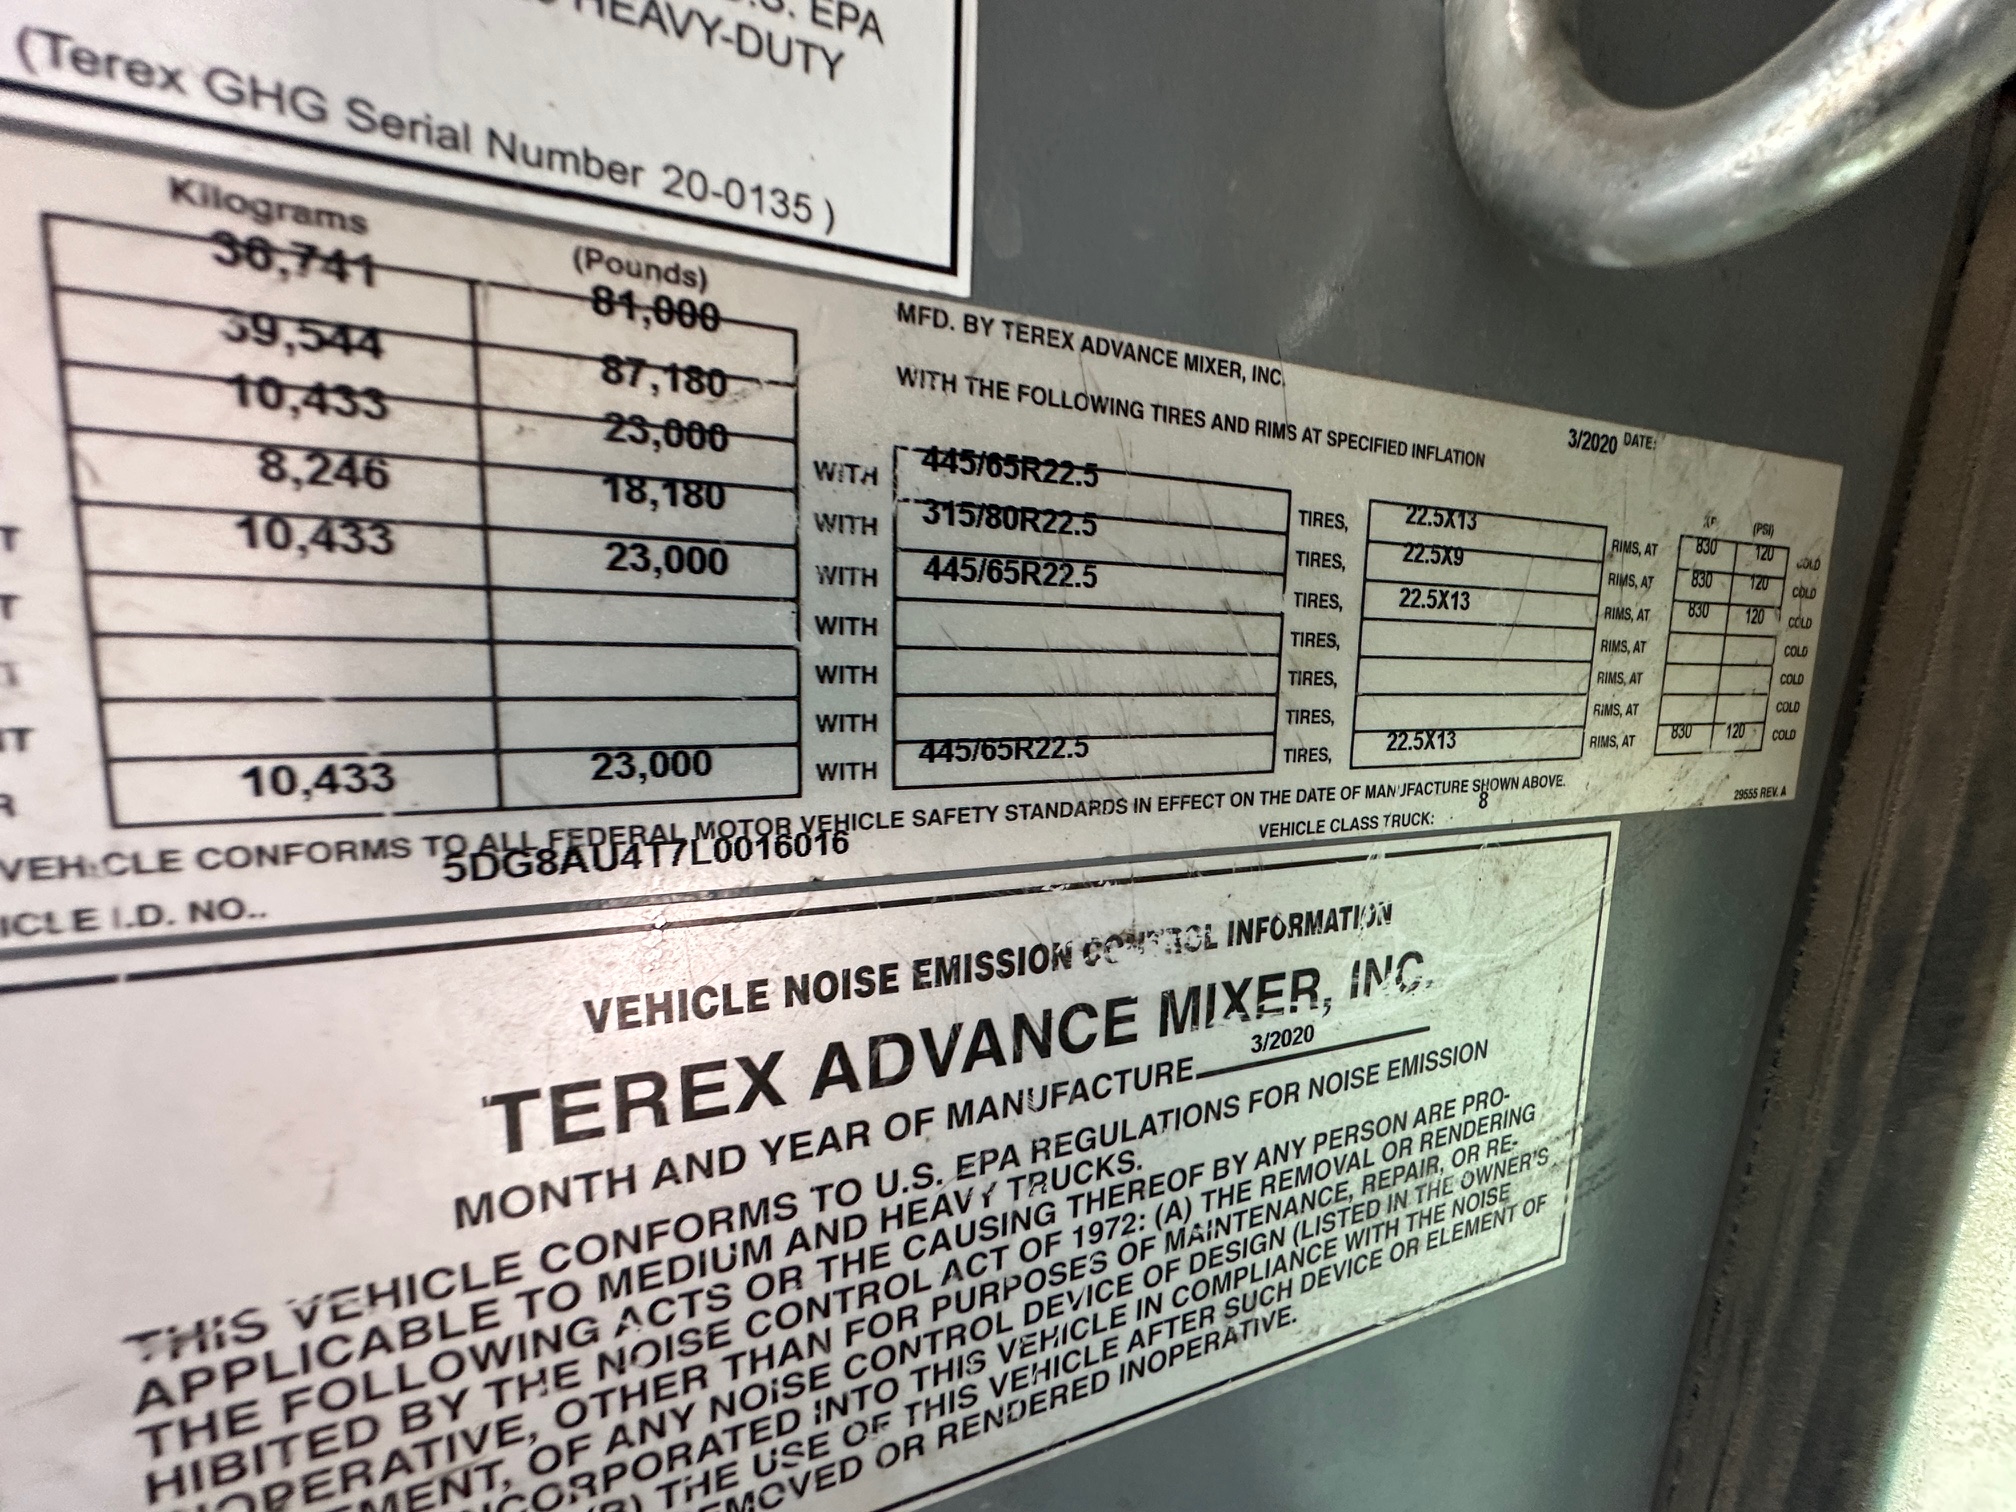 U.S. EPA
HEAVY-DUTY
(Terex GHG Serial Number 20-0135 )
Kilograms (Pounds)
36,741 81,000
39,544 87,180
10,433 23,000
8,246 18,180
10,433 23,000
10,433 23,000
MFD. BY TEREX ADVANCE MIXER, INC.
3/2020 DATE:
WITH THE FOLLOWING TIRES AND RIMS AT SPECIFIED INFLATION
(PSI)
WITH 445/65R22.5 TIRES, 22.5X13 RIMS, AT 830 120 COLD
WITH 315/80R22.5 TIRES, 22.5X9 RIMS, AT 830 120 COLD
WITH 445/65R22.5 TIRES, 22.5X13 RIMS, AT 830 120 COLD
WITH TIRES, RIMS, AT COLD
WITH TIRES, RIMS, AT COLD
WITH TIRES, RIMS, AT COLD
WITH 445/65R22.5 TIRES, 22.5X13 RIMS, AT 830 120 COLD
VEHICLE CONFORMS TO ALL FEDERAL MOTOR VEHICLE SAFETY STANDARDS IN EFFECT ON THE DATE OF MANUFACTURE SHOWN ABOVE.
29555 REV. A
5DG8AU4T7L0016016
VEHICLE CLASS TRUCK: 8
ICLE I.D. NO..
VEHICLE NOISE EMISSION CONTROL INFORMATION
TEREX ADVANCE MIXER, INC.
MONTH AND YEAR OF MANUFACTURE 3/2020
THIS VEHICLE CONFORMS TO U.S. EPA REGULATIONS FOR NOISE EMISSION
APPLICABLE TO MEDIUM AND HEAVY TRUCKS.
THE FOLLOWING ACTS OR THE CAUSING THEREOF BY ANY PERSON ARE PRO-
HIBITED BY THE NOISE CONTROL ACT OF 1972: (A) THE REMOVAL OR RENDERING
INOPERATIVE, OTHER THAN FOR PURPOSES OF MAINTENANCE, REPAIR, OR RE-
MENT, OF ANY NOISE CONTROL DEVICE OF DESIGN (LISTED IN THE OWNER'S
NCORPORATED INTO THIS VEHICLE IN COMPLIANCE WITH THE NOISE
(B) THE USE OF THIS VEHICLE AFTER SUCH DEVICE OR ELEMENT OF
EMOVED OR RENDERED INOPERATIVE.